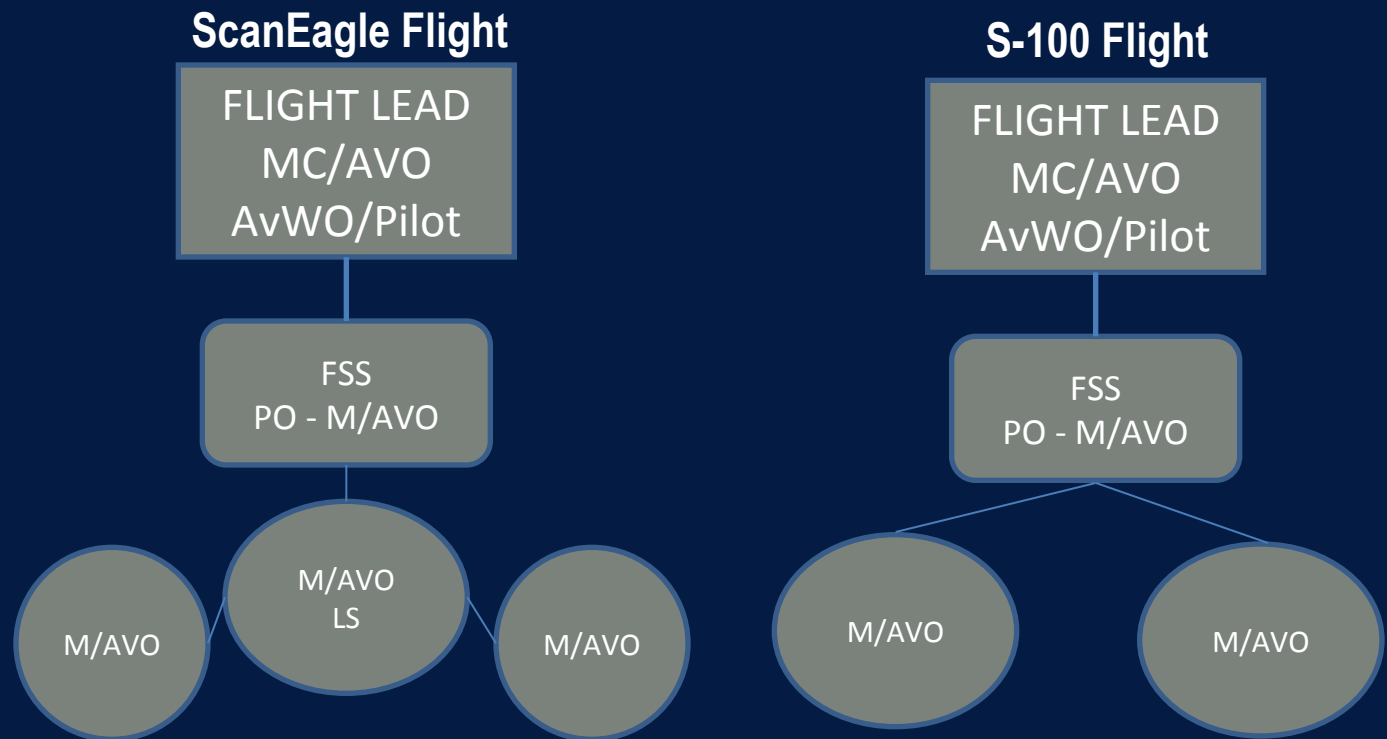 ScanEagle Flight
FLIGHT LEAD
MC/AVO
AvWO/Pilot
FSS
PO - M/AVO
M/AVO
LS
M/AVO
M/AVO
S-100 Flight
FLIGHT LEAD
MC/AVO
AvWO/Pilot
FSS
PO - M/AVO
M/AVO
M/AVO